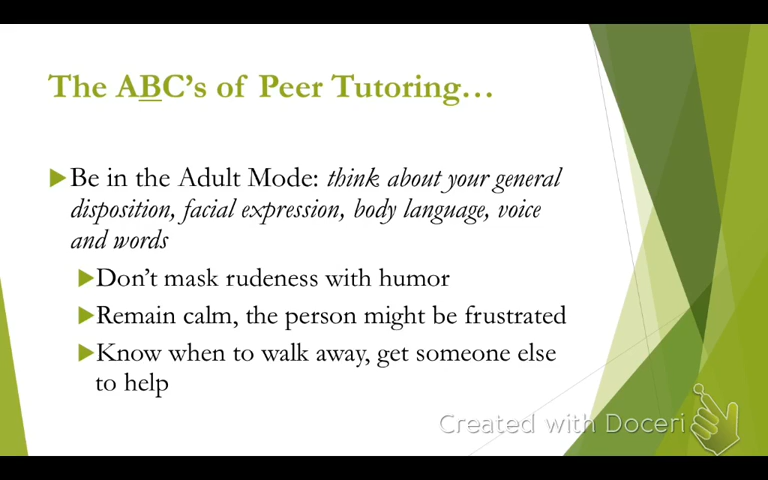 The ABC’s of Peer Tutoring…
Be in the Adult Mode: think about your general
disposition, facial expression, body language, voice
and words
Don’t mask rudeness with humor
Remain calm, the person might be frustrated
Know when to walk away, get someone else
to help
Created with Doceri